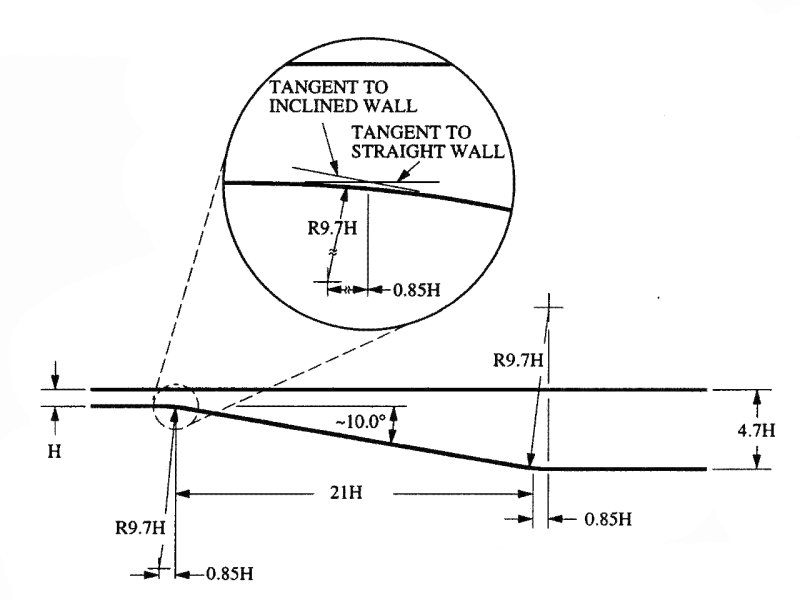 TANGENT TO
INCLINED WALL
TANGENT TO
STRAIGHT WALL
R9.7H
0.85H
R9.7H
~10.0°
4.7H
H
21H
R9.7H
0.85H
0.85H